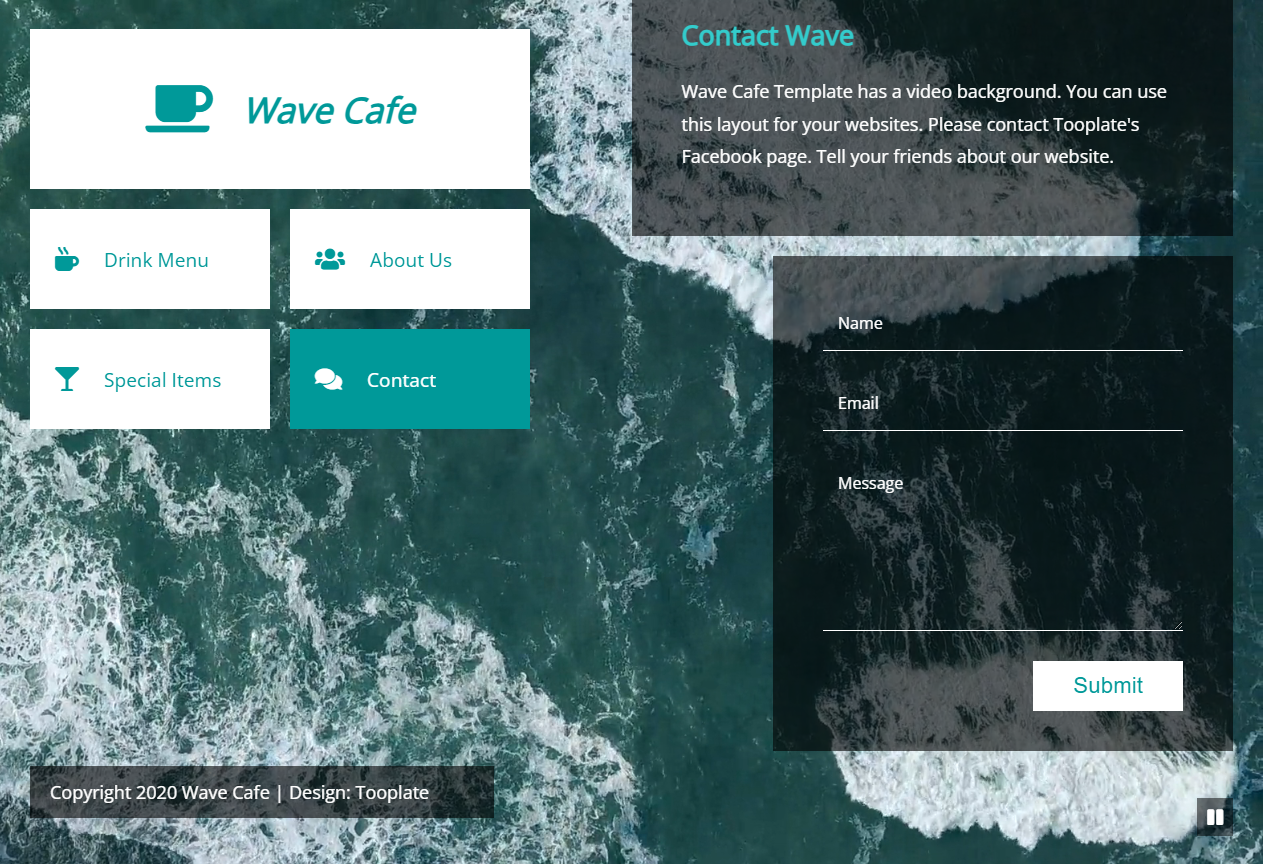 Wave Cafe
Drink Menu
About Us
Special Items
Contact
Contact Wave
Wave Cafe Template has a video background. You can use
this layout for your websites. Please contact Tooplate's
Facebook page. Tell your friends about our website.
Name
Email
Message
Submit
Copyright 2020 Wave Cafe | Design: Tooplate